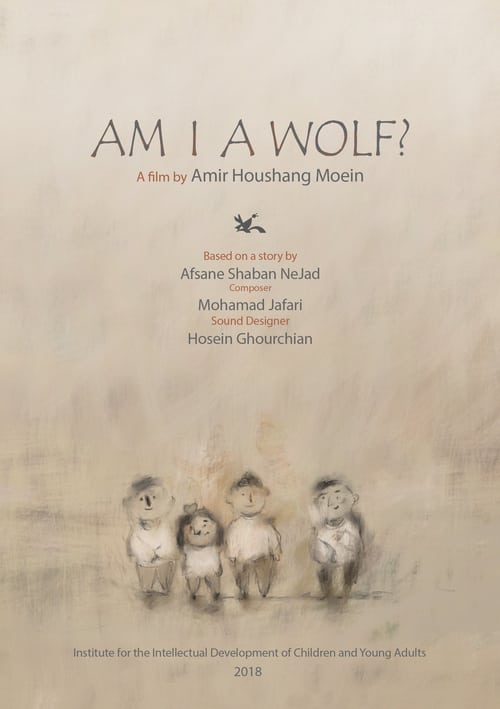 AM I A WOLF?
A film by Amir Houshang Moein
Based on a story by
Afsane Shaban NeJad
Composer
Mohamad Jafari
Sound Designer
Hosein Ghourchian
Institute for the Intellectual Development of Children and Young Adults
2018